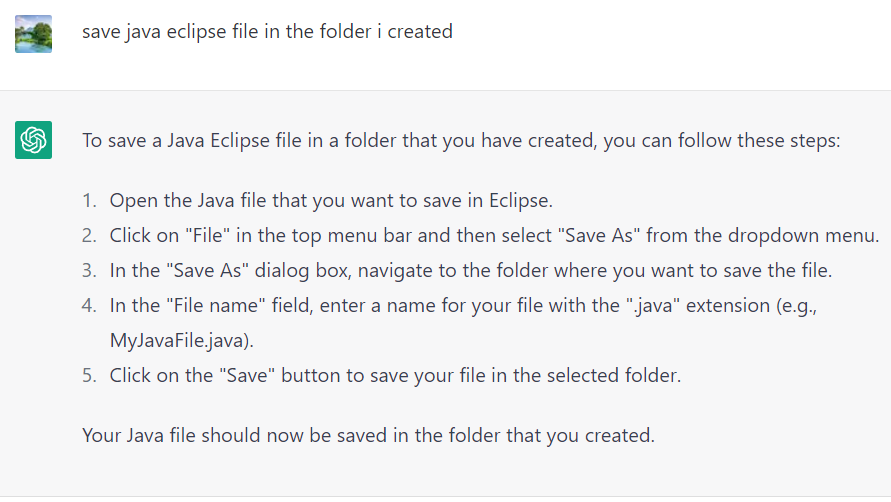 save java eclipse file in the folder i created
To save a Java Eclipse file in a folder that you have created, you can follow these steps:
1. Open the Java file that you want to save in Eclipse.
2. Click on "File" in the top menu bar and then select "Save As" from the dropdown menu.
3. In the "Save As" dialog box, navigate to the folder where you want to save the file.
4. In the "File name" field, enter a name for your file with the ".java" extension (e.g.,
MyJavaFile.java).
5. Click on the "Save" button to save your file in the selected folder.
Your Java file should now be saved in the folder that you created.